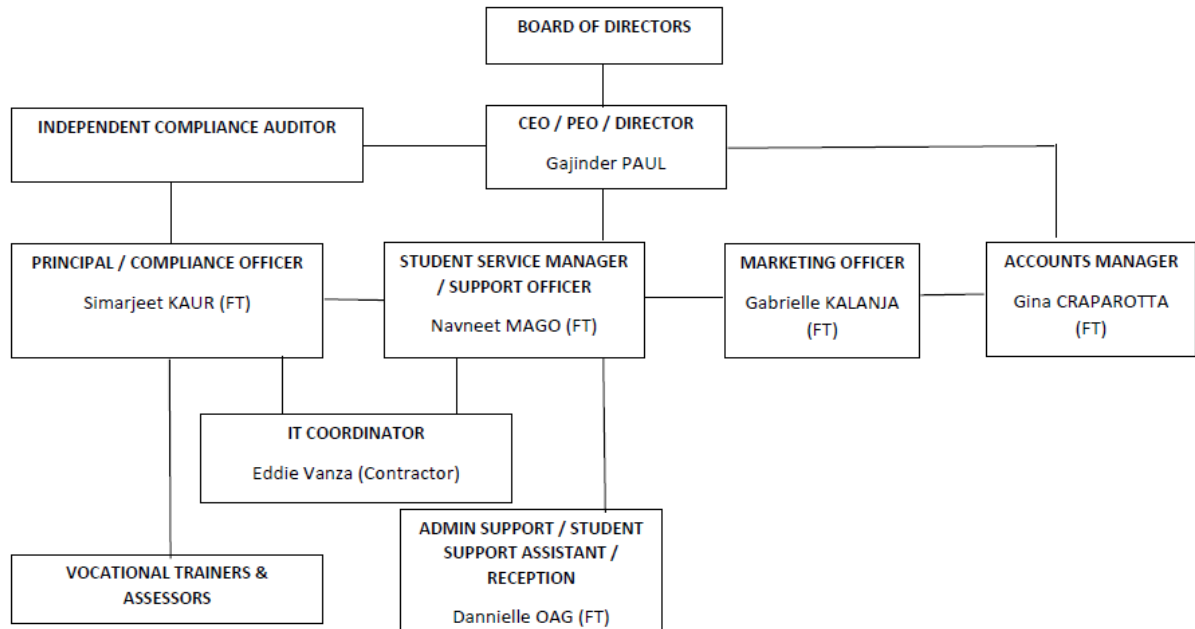 BOARD OF DIRECTORS
INDEPENDENT COMPLIANCE AUDITOR
CEO / PEO / DIRECTOR
Gajinder PAUL
PRINCIPAL / COMPLIANCE OFFICER
Simarjeet KAUR (FT)
STUDENT SERVICE MANAGER
/ SUPPORT OFFICER
Navneet MAGO (FT)
MARKETING OFFICER
Gabrielle KALANJA
(FT)
ACCOUNTS MANAGER
Gina CRAPAROTTA
(FT)
IT COORDINATOR
Eddie Vanza (Contractor)
VOCATIONAL TRAINERS &
ASSESSORS
ADMIN SUPPORT / STUDENT
SUPPORT ASSISTANT /
RECEPTION
Dannielle OAG (FT)